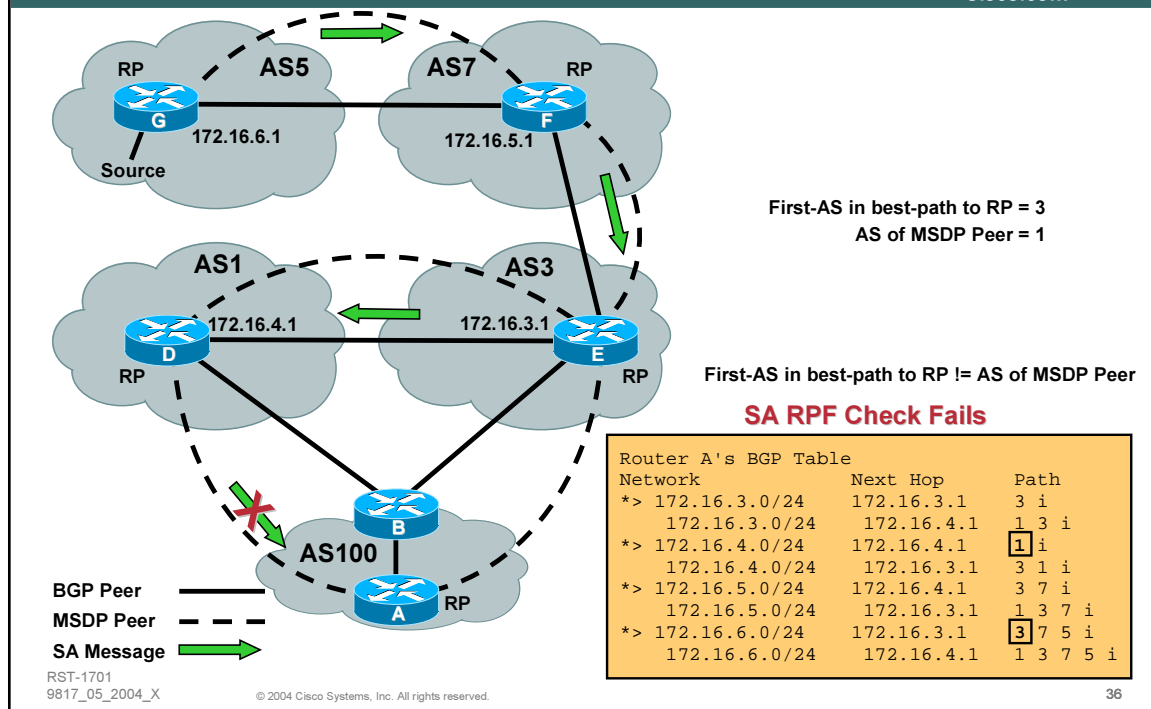 RP
AS5
AS7
RP
G
F
172.16.6.1
172.16.5.1
Source
First-AS in best-path to RP = 3
AS of MSDP Peer = 1
AS1
AS3
172.16.4.1
172.16.3.1
D
E
RP
RP
First-AS in best-path to RP != AS of MSDP Peer
SA RPF Check Fails
Router A's BGP Table
Network Next Hop Path
*> 172.16.3.0/24 172.16.3.1 3 i
172.16.3.0/24 172.16.4.1 1 3 i
*> 172.16.4.0/24 172.16.4.1 1 i
172.16.4.0/24 172.16.3.1 3 1 i
*> 172.16.5.0/24 172.16.4.1 3 7 i
172.16.5.0/24 172.16.3.1 1 3 7 i
*> 172.16.6.0/24 172.16.3.1 3 7 5 i
172.16.6.0/24 172.16.4.1 1 3 7 5 i
B
AS100
A
RP
BGP Peer
MSDP Peer
SA Message
RST-1701
9817_05_2004_X
© 2004 Cisco Systems, Inc. All rights reserved.
36